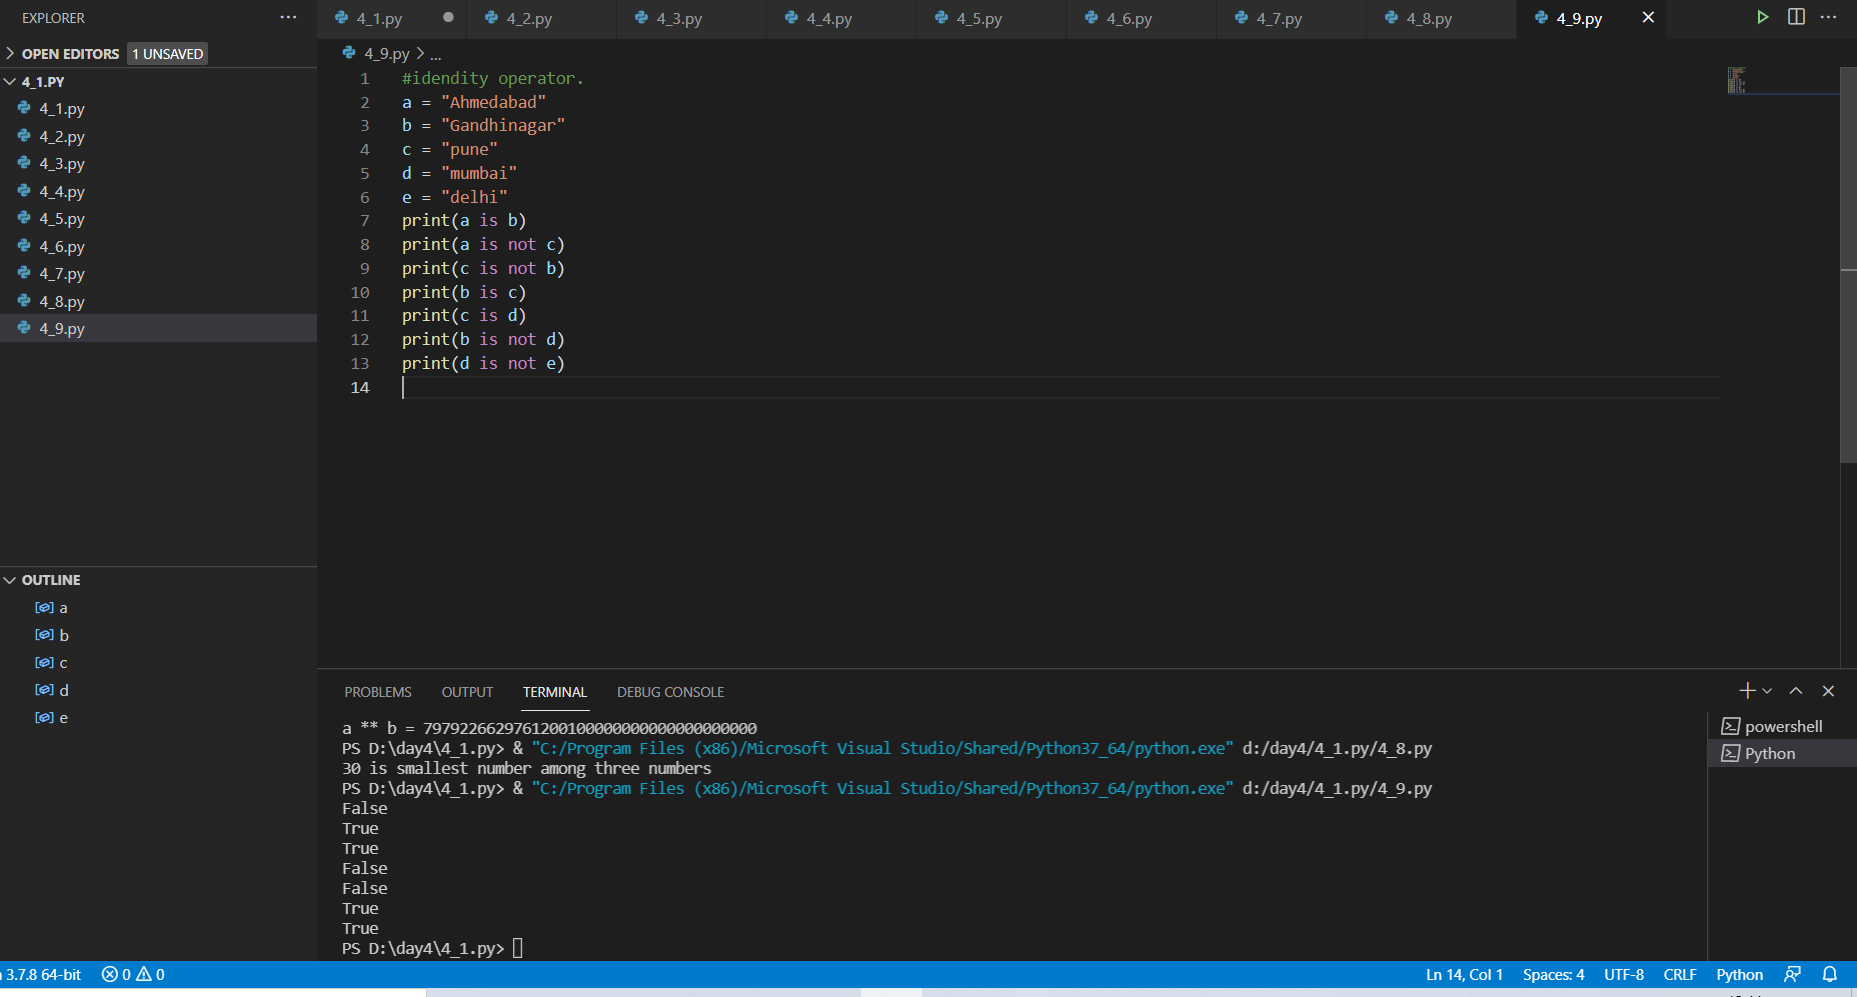 EXPLORER ···
OPEN EDITORS 1 UNSAVED
4_1.PY
4_1.py
4_2.py
4_3.py
4_4.py
4_5.py
4_6.py
4_7.py
4_8.py
4_9.py
OUTLINE
a
b
c
d
e
4_1.py 4_2.py 4_3.py 4_4.py 4_5.py 4_6.py 4_7.py 4_8.py 4_9.py
4_9.py > ...
1 #idendity operator.
2 a = "Ahmedabad"
3 b = "Gandhinagar"
4 c = "pune"
5 d = "mumbai"
6 e = "delhi"
7 print(a is b)
8 print(a is not c)
9 print(c is not b)
10 print(b is c)
11 print(c is d)
12 print(b is not d)
13 print(d is not e)
14
PROBLEMS OUTPUT TERMINAL DEBUG CONSOLE
PS D:\day4\4_1.py> & "C:/Program Files (x86)/Microsoft Visual Studio/Shared/Python37_64/python.exe" d:/day4/4_1.py/4_8.py
30 is smallest number among three numbers
PS D:\day4\4_1.py> & "C:/Program Files (x86)/Microsoft Visual Studio/Shared/Python37_64/python.exe" d:/day4/4_1.py/4_9.py
False
True
True
False
False
True
True
PS D:\day4\4_1.py>
powershell
Python
3.7.8 64-bit 0 0 Ln 14, Col 1 Spaces: 4 UTF-8 CRLF Python